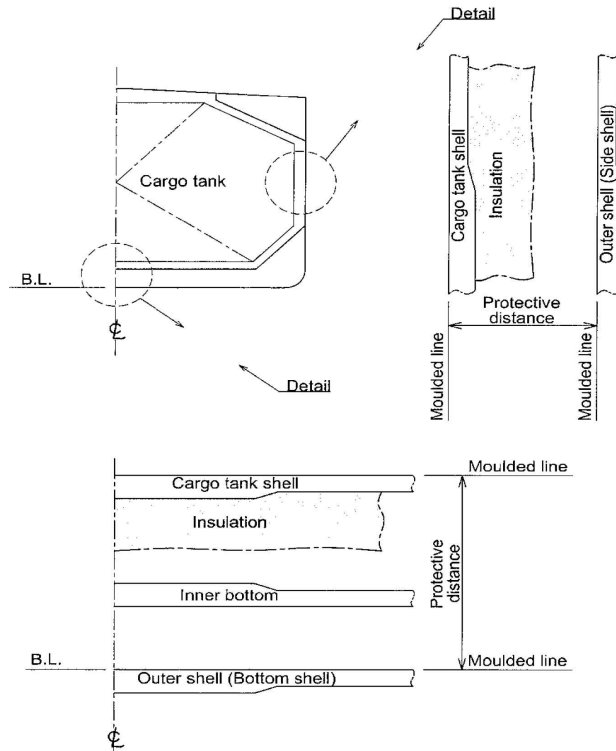 Detail
Cargo tank
B.L.
℄
Detail
Cargo tank shell
Insulation
Outer shell (Side shell)
Protective
distance
Moulded line
Moulded line
Cargo tank shell
Moulded line
Insulation
Inner bottom
Protective
distance
B.L.
Moulded line
Outer shell (Bottom shell)
℄